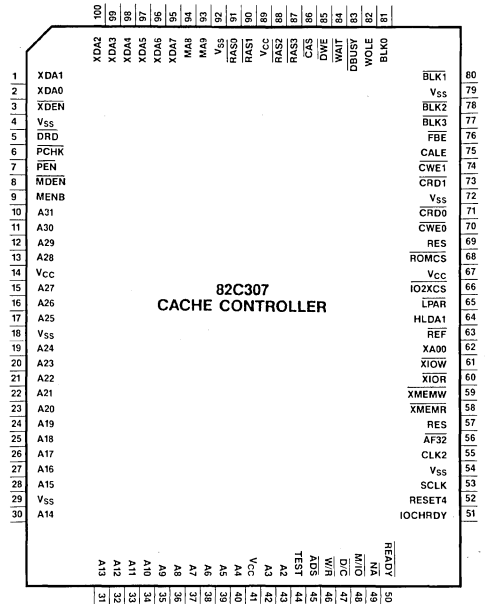 100 99 98 97 96 95 94 93 92 91 90 89 88 87 86 85 84 83 82 81
XDA2 XDA3 XDA4 XDA5 XDA6 XDA7 MA8 MA9 VSS RAS0 RAS1 VCC RAS2 RAS3 CAS DWE WAIT DBUSY WOLE BLK0
1 XDA1 BLK1 80
2 XDA0 VSS 79
3 XDEN BLK2 78
4 VSS BLK3 77
5 DRD FBE 76
6 PCHK CALE 75
7 PEN CWE1 74
8 MDEN CRD1 73
9 MENB VSS 72
10 A31 CRD0 71
11 A30 CWE0 70
12 A29 RES 69
13 A28 ROMCS 68
14 VCC VCC 67
15 A27 IO2XCS 66
16 A26 LPAR 65
17 A25 HLDA1 64
18 VSS REF 63
19 A24 XA00 62
20 A23 XIOW 61
21 A22 XIOR 60
22 A21 XMEMW 59
23 A20 XMEMR 58
24 A19 RES 57
25 A18 AF32 56
26 A17 CLK2 55
27 A16 VSS 54
28 A15 SCLK 53
29 VSS RESET4 52
30 A14 IOCHRDY 51
82C307
CACHE CONTROLLER
A13 A12 A11 A10 A9 A8 A7 A6 A5 A4 VCC A3 A2 TEST ADS W/R D/C M/IO NA READY
31 32 33 34 35 36 37 38 39 40 41 42 43 44 45 46 47 48 49 50